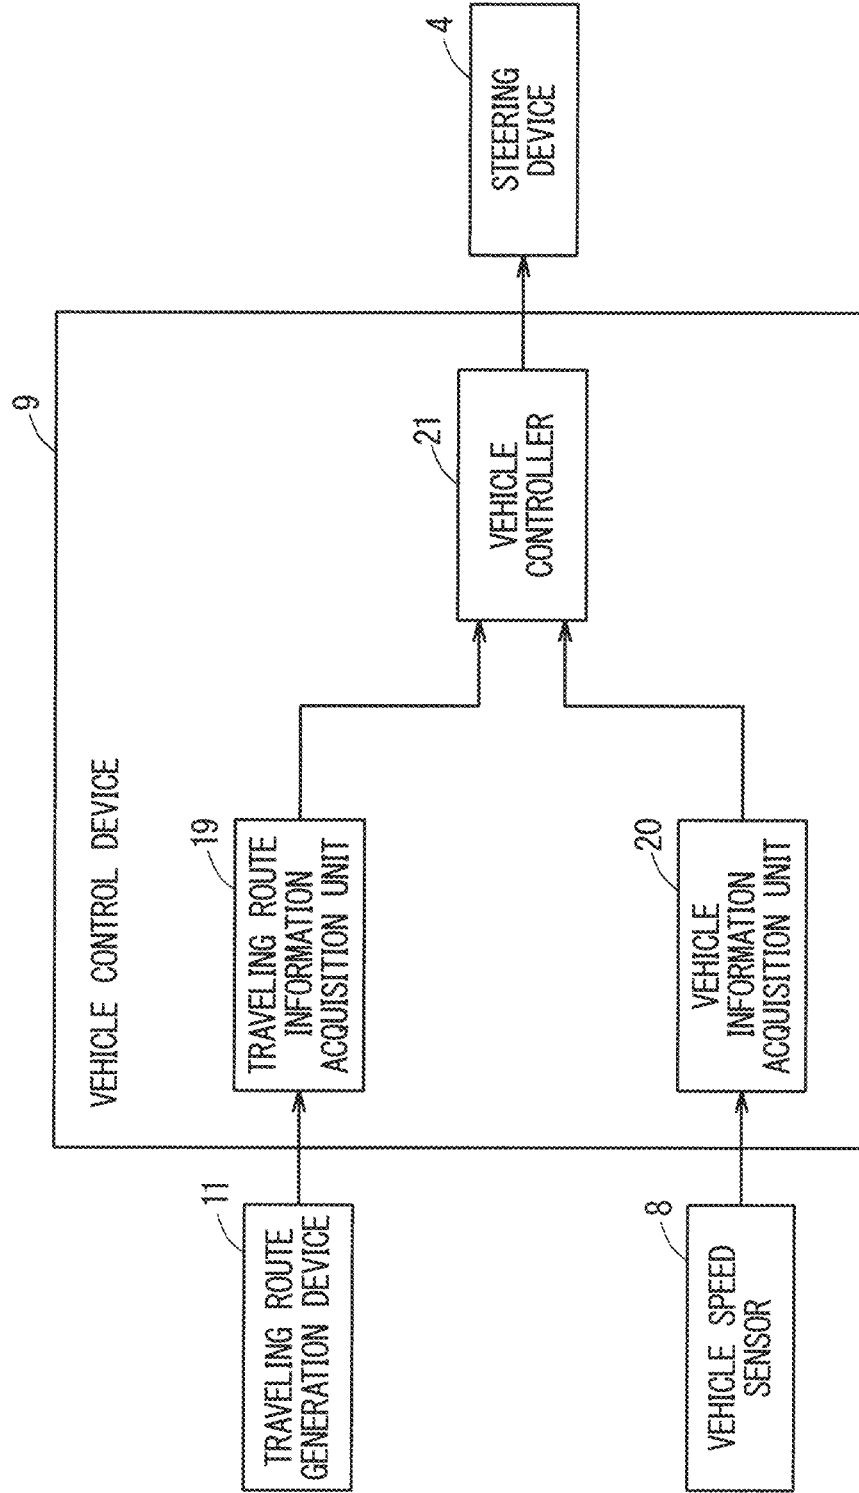 9
VEHICLE CONTROL DEVICE
11
TRAVELING ROUTE
GENERATION DEVICE
19
TRAVELING ROUTE
INFORMATION
ACQUISITION UNIT
21
VEHICLE
CONTROLLER
4
STEERING
DEVICE
8
VEHICLE SPEED
SENSOR
20
VEHICLE
INFORMATION
ACQUISITION UNIT